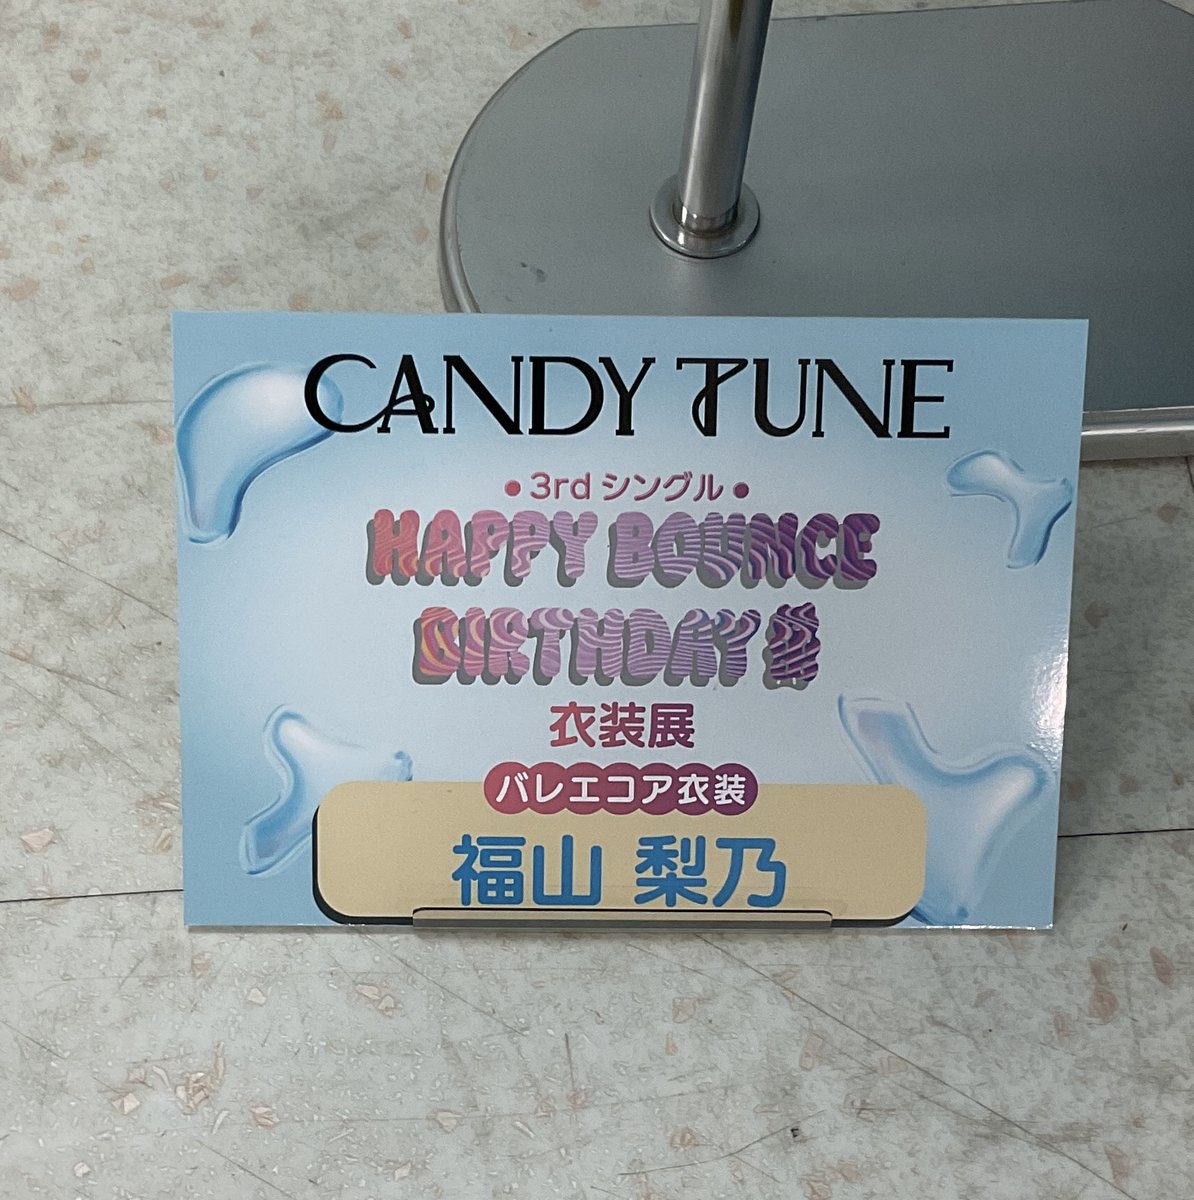 CANDY TUNE
• 3rd シングル •
HAPPY BOUNCE
BIRTHDAY
衣装展
バレエコア衣装
福山 梨乃